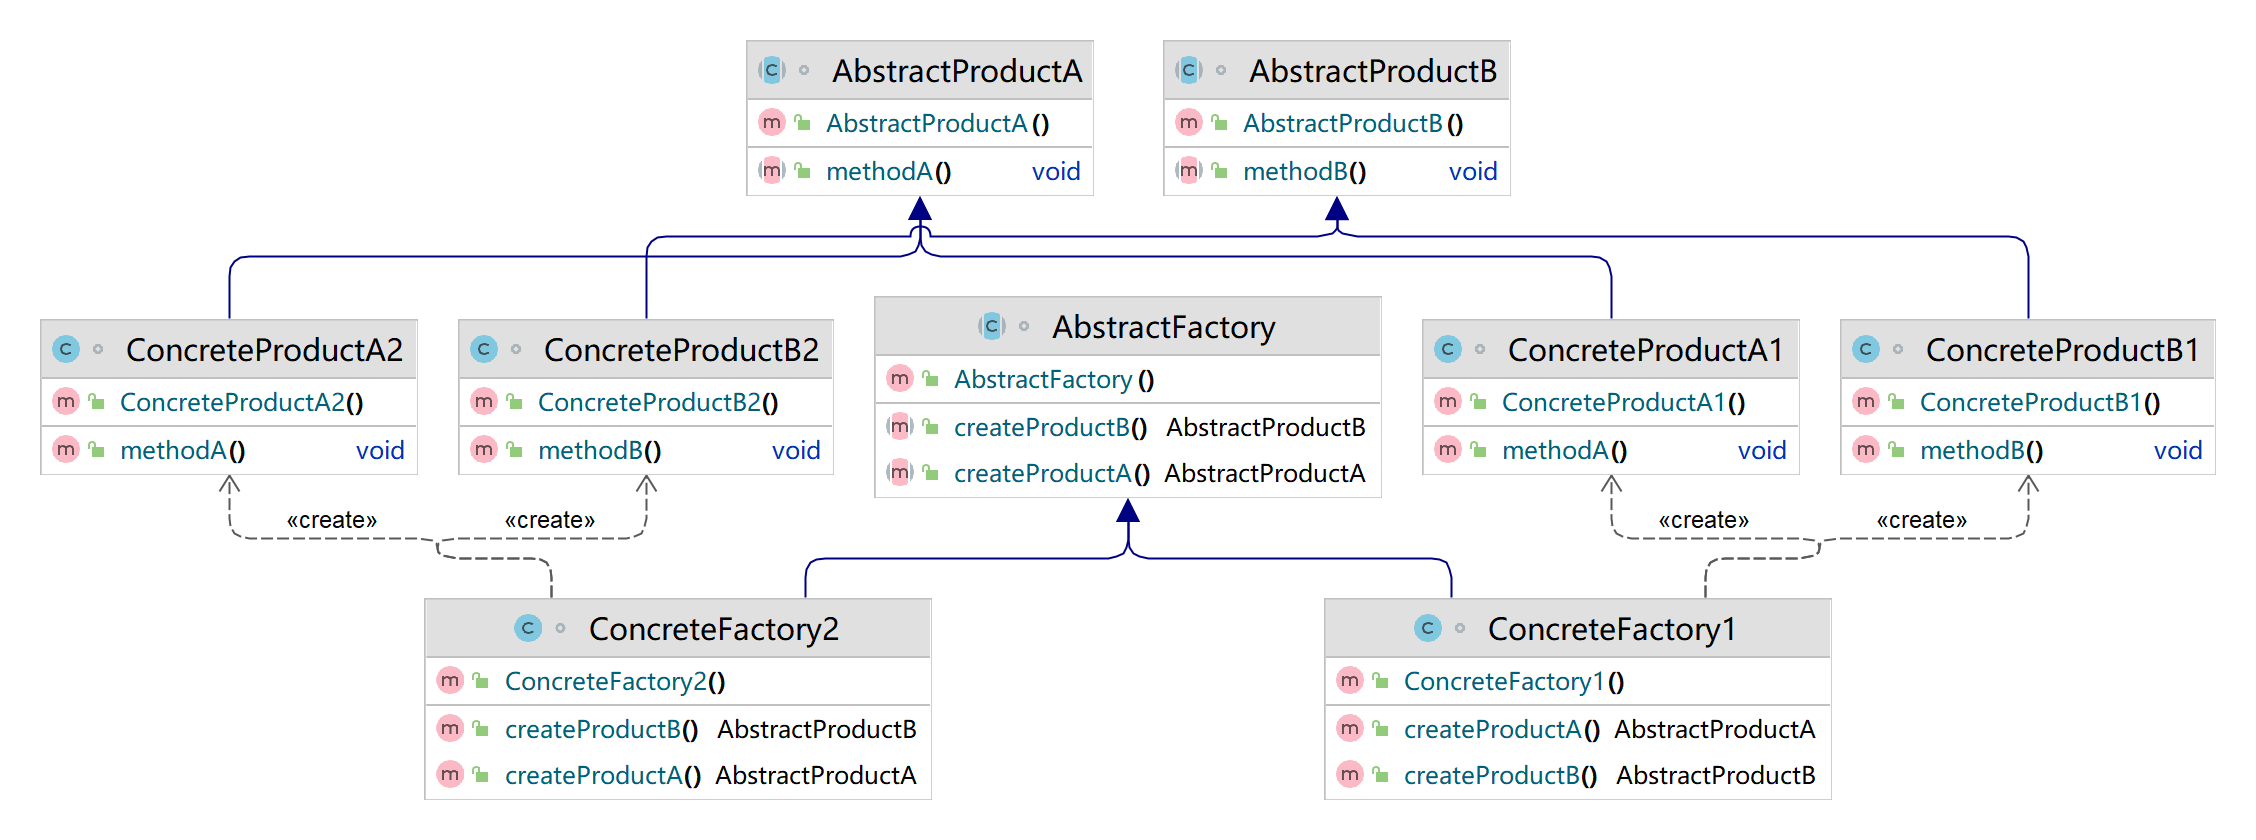 AbstractProductA
AbstractProductA()
methodA() void
AbstractProductB
AbstractProductB()
methodB() void
ConcreteProductA2
ConcreteProductA2()
methodA() void
ConcreteProductB2
ConcreteProductB2()
methodB() void
AbstractFactory
AbstractFactory()
createProductB() AbstractProductB
createProductA() AbstractProductA
ConcreteProductA1
ConcreteProductA1()
methodA() void
ConcreteProductB1
ConcreteProductB1()
methodB() void
«create»
«create»
«create»
«create»
ConcreteFactory2
ConcreteFactory2()
createProductB() AbstractProductB
createProductA() AbstractProductA
ConcreteFactory1
ConcreteFactory1()
createProductA() AbstractProductA
createProductB() AbstractProductB